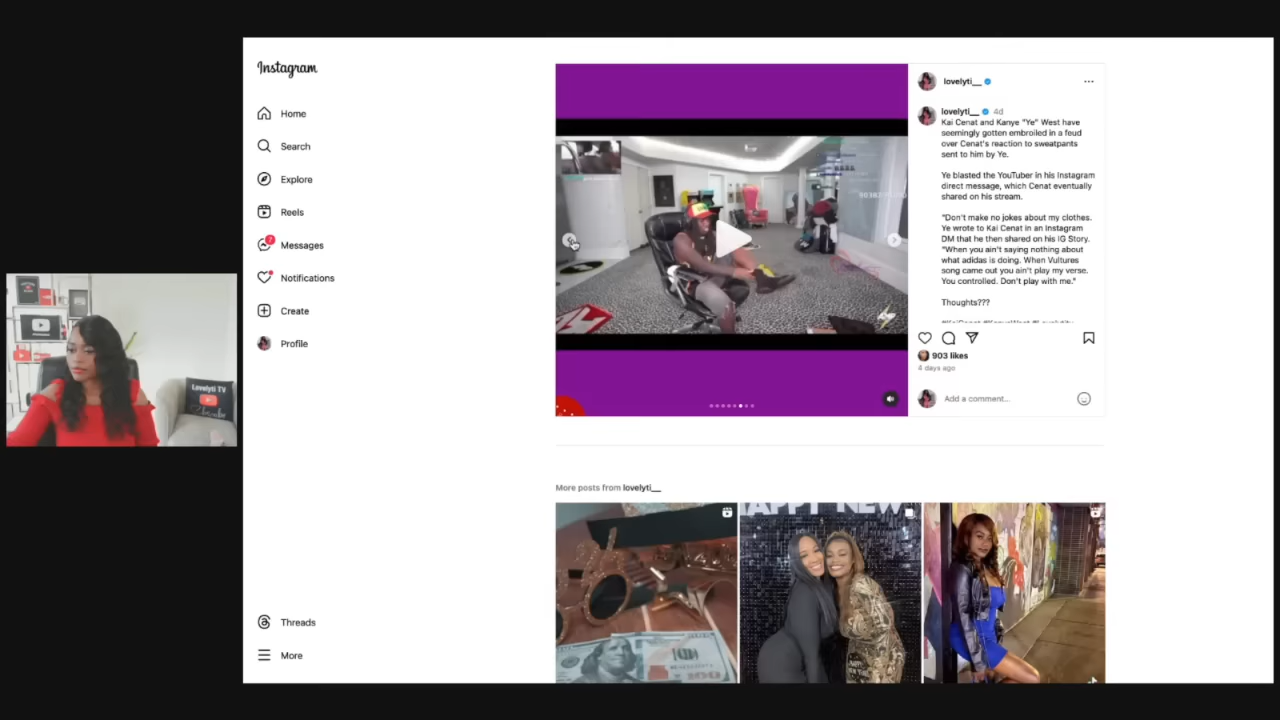 Instagram
Home
Search
Explore
Reels
7
Messages
Notifications
Create
Profile
Threads
More
lovelyti__
lovelyti__ 4d
Kai Cenat and Kanye "Ye" West have
seemingly gotten embroiled in a feud
over Cenat's reaction to sweatpants
sent to him by Ye.
Ye blasted the YouTuber in his Instagram
direct message, which Cenat eventually
shared on his stream.
"Don't make no jokes about my clothes.
Ye wrote to Kai Cenat in an Instagram
DM that he then shared on his IG Story.
"When you ain't saying nothing about
what adidas is doing. When Vultures
song came out you ain't play my verse.
You controlled. Don't play with me."
Thoughts???
903 likes
4 days ago
Add a comment...
More posts from lovelyti__
HAPPY NEW
Lovelyti TV